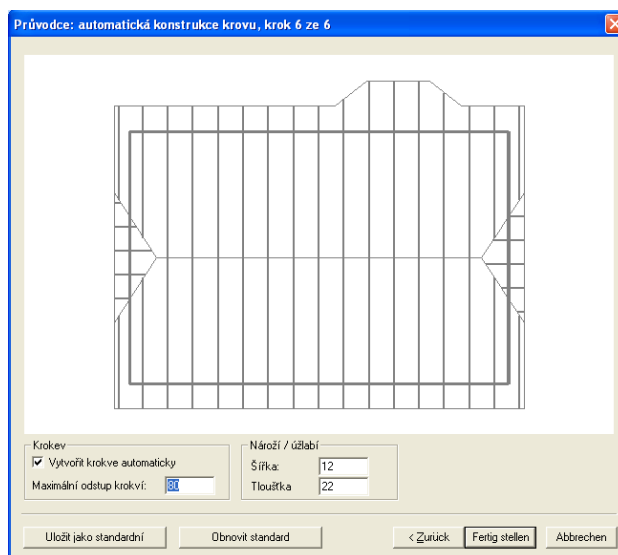 Průvodce: automatická konstrukce krovu, krok 6 ze 6
Krokev
Vytvořit krokve automaticky
Maximální odstup krokví: 80
Nároží / úžlabí
Šířka: 12
Tloušťka 22
Uložit jako standardní
Obnovit standard
< Zurück
Fertig stellen
Abbrechen